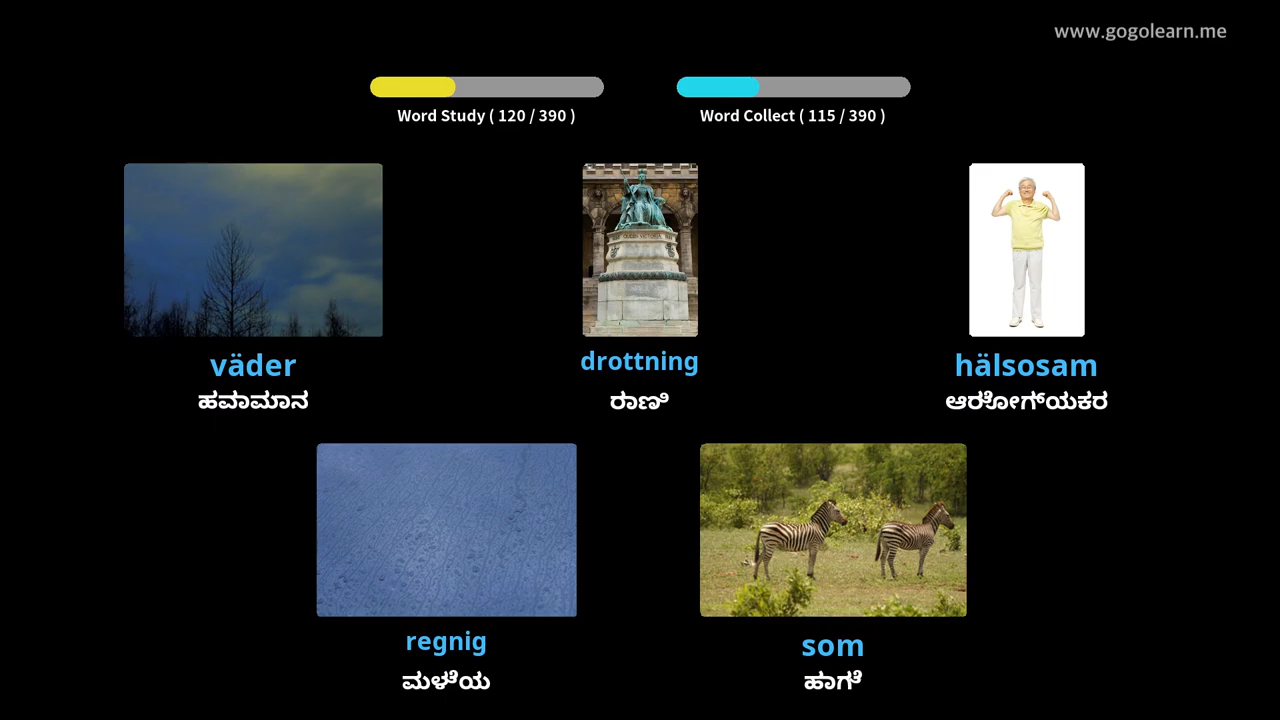 www.gogolearn.me
Word Study ( 120 / 390 )
Word Collect ( 115 / 390 )
väder
ಹವಾಮಾನ
drottning
ರಾಣಿ
hälsosam
ಆರೋಗ್ಯಕರ
regnig
ಮಳೆಯ
som
ಹಾಗೆ